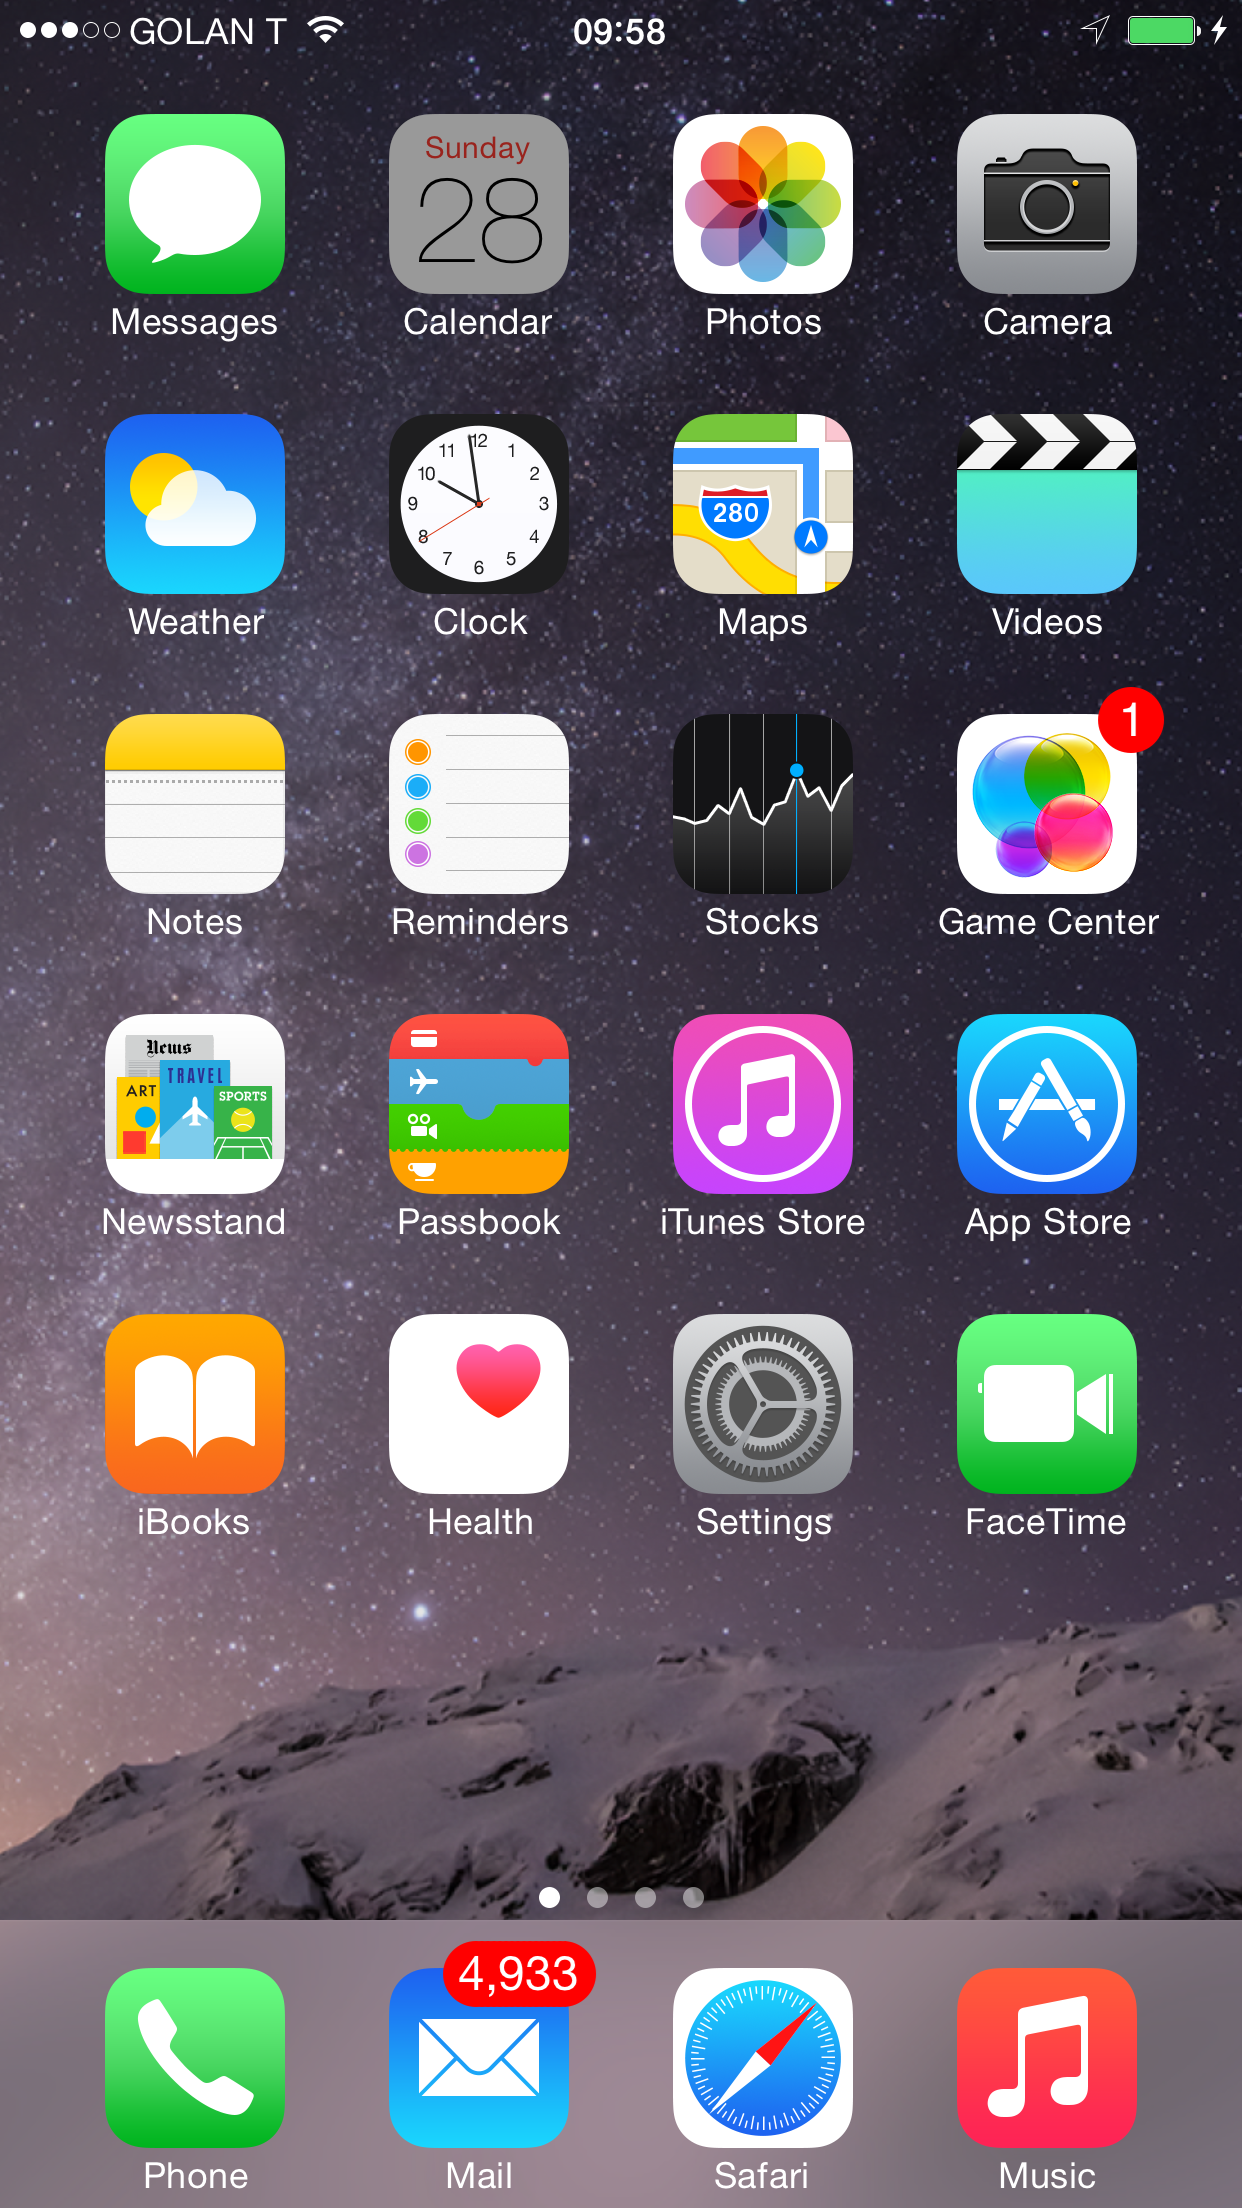 GOLAN T 09:58
Sunday
28
Messages Calendar Photos Camera
12
11 1
10 2
9 3
8 4
7 5
6
280
Weather Clock Maps Videos
1
Notes Reminders Stocks Game Center
News
TRAVEL
ART
SPORTS
Newsstand Passbook iTunes Store App Store
iBooks Health Settings FaceTime
4,933
Phone Mail Safari Music